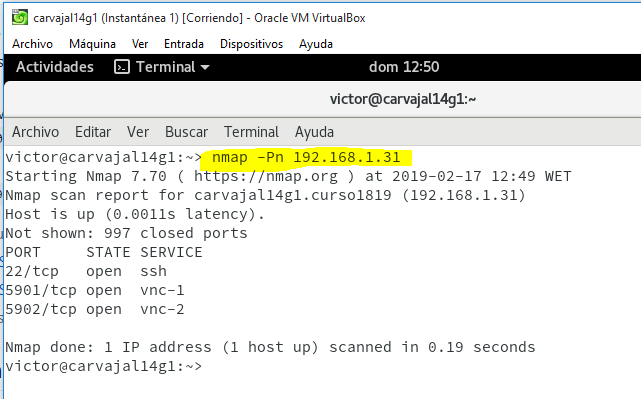 carvajal14g1 (Instantánea 1) [Corriendo] - Oracle VM VirtualBox
Archivo Máquina Ver Entrada Dispositivos Ayuda
Actividades Terminal dom 12:50
victor@carvajal14g1:~
Archivo Editar Ver Buscar Terminal Ayuda
victor@carvajal14g1:~> nmap -Pn 192.168.1.31
Starting Nmap 7.70 ( https://nmap.org ) at 2019-02-17 12:49 WET
Nmap scan report for carvajal14g1.curso1819 (192.168.1.31)
Host is up (0.0011s latency).
Not shown: 997 closed ports
PORT     STATE SERVICE
22/tcp   open  ssh
5901/tcp open  vnc-1
5902/tcp open  vnc-2
Nmap done: 1 IP address (1 host up) scanned in 0.19 seconds
victor@carvajal14g1:~>